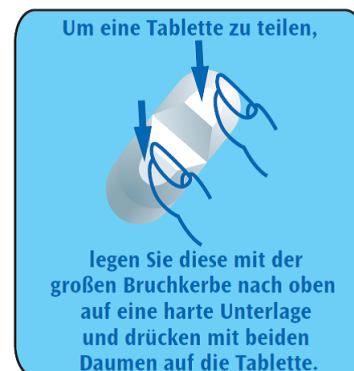 Um eine Tablette zu teilen,
legen Sie diese mit der
großen Bruchkerbe nach oben
auf eine harte Unterlage
und drücken mit beiden
Daumen auf die Tablette.